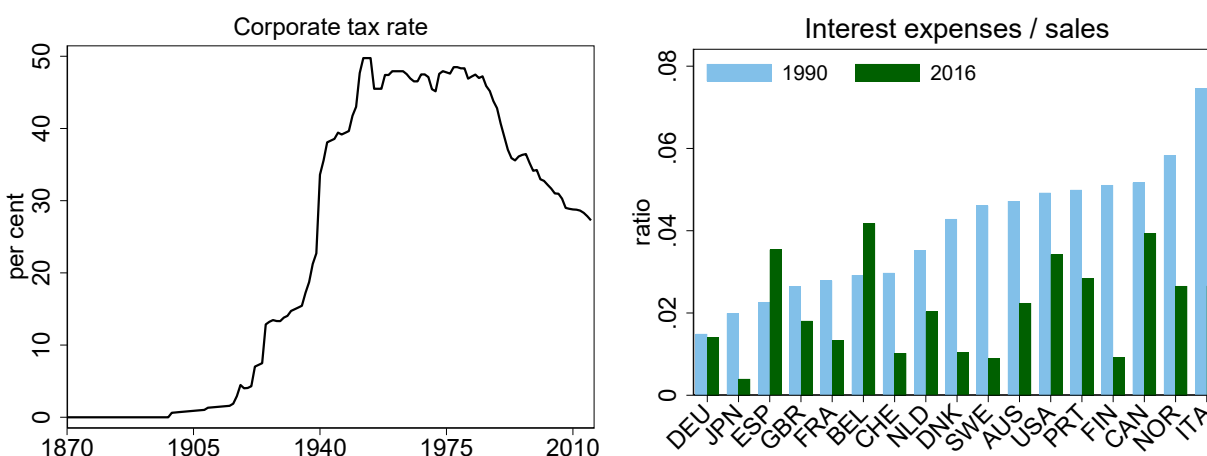 Corporate tax rate
per cent
50
40
30
20
10
0
1870 1905 1940 1975 2010
Interest expenses / sales
1990 2016
ratio
.08
.06
.04
.02
0
DEU JPN ESP GBR FRA BEL CHE NLD DNK SWE AUS USA PRT FIN CAN NOR ITA